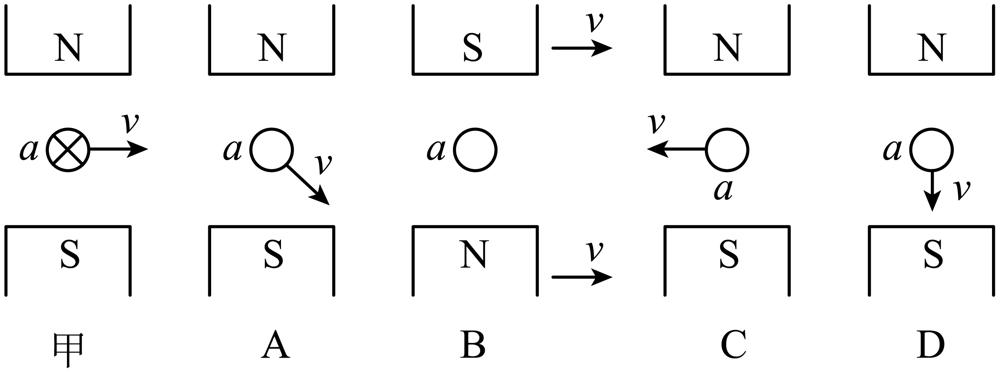 N N S v N N
a v a v a v a a v
S S N v S S
甲 A B C D